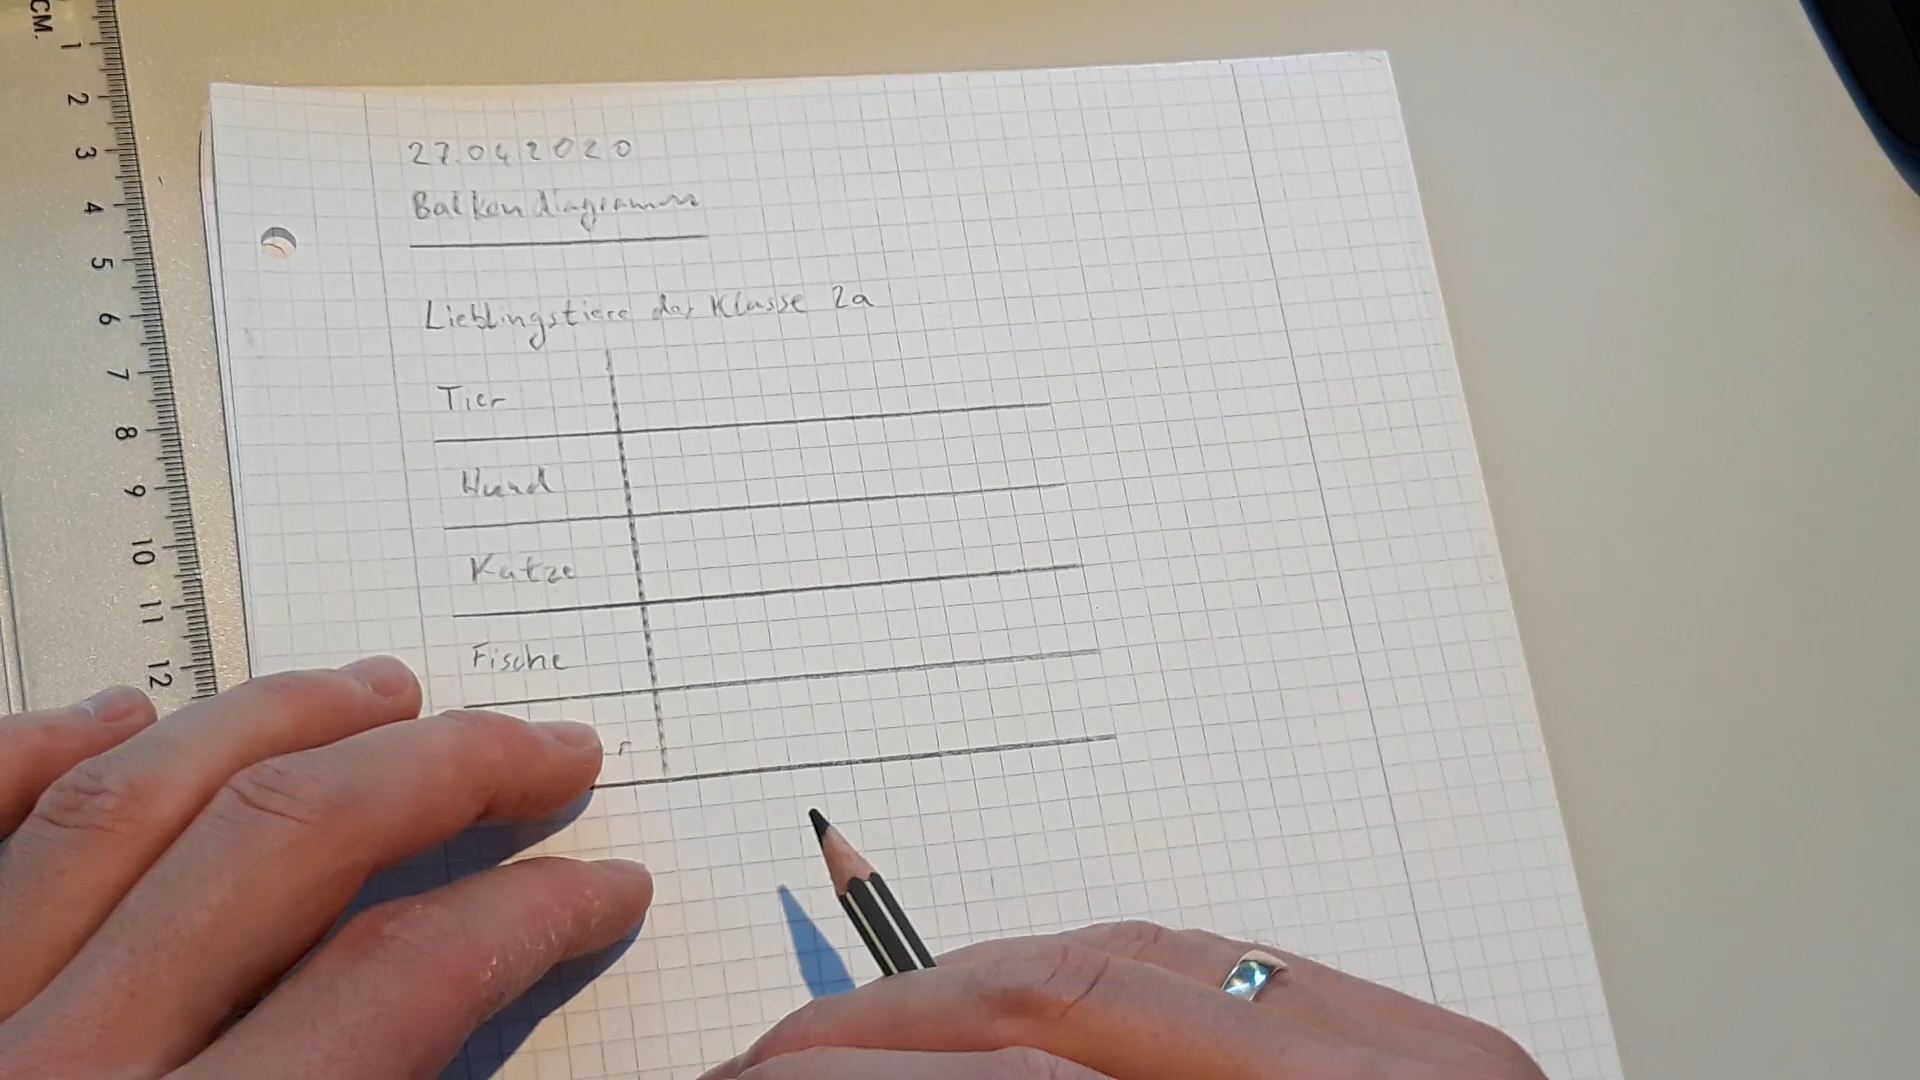 CM.
1
2
3
4
5
6
7
8
9
10
11
12
27.04.2020
Balkendiagramm
Lieblingstiere der Klasse 2a
Tier
Hund
Katze
Fische
r